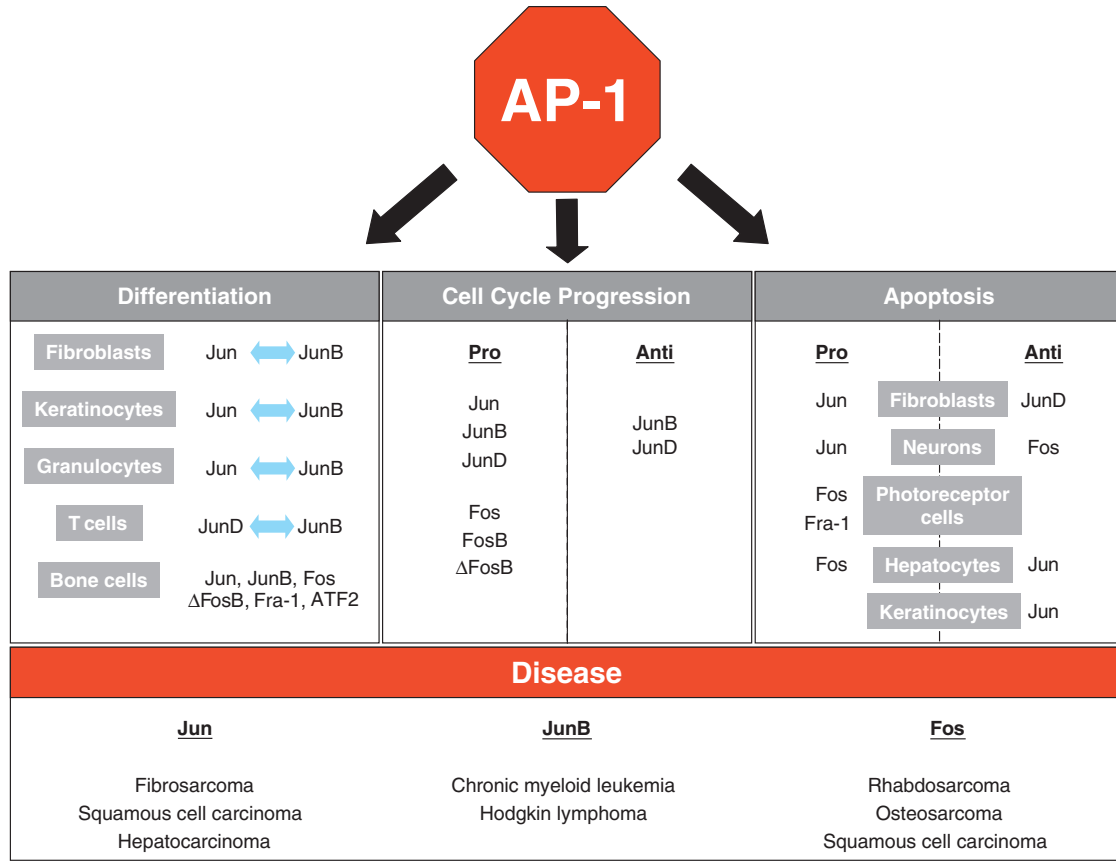 AP-1
Differentiation
Fibroblasts Jun JunB
Keratinocytes Jun JunB
Granulocytes Jun JunB
T cells JunD JunB
Bone cells Jun, JunB, Fos
ΔFosB, Fra-1, ATF2
Cell Cycle Progression
Pro Anti
Jun
JunB JunB
JunD JunD
Fos
FosB
ΔFosB
Apoptosis
Pro Anti
Jun Fibroblasts JunD
Jun Neurons Fos
Fos Photoreceptor
Fra-1 cells
Fos Hepatocytes Jun
Keratinocytes Jun
Disease
Jun
Fibrosarcoma
Squamous cell carcinoma
Hepatocarcinoma
JunB
Chronic myeloid leukemia
Hodgkin lymphoma
Fos
Rhabdosarcoma
Osteosarcoma
Squamous cell carcinoma